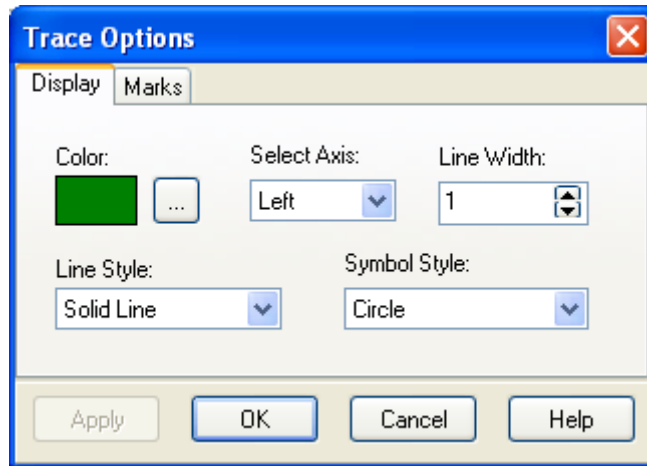 Trace Options
Display Marks
Color: Select Axis: Line Width:
... Left 1
Line Style: Symbol Style:
Solid Line Circle
Apply OK Cancel Help